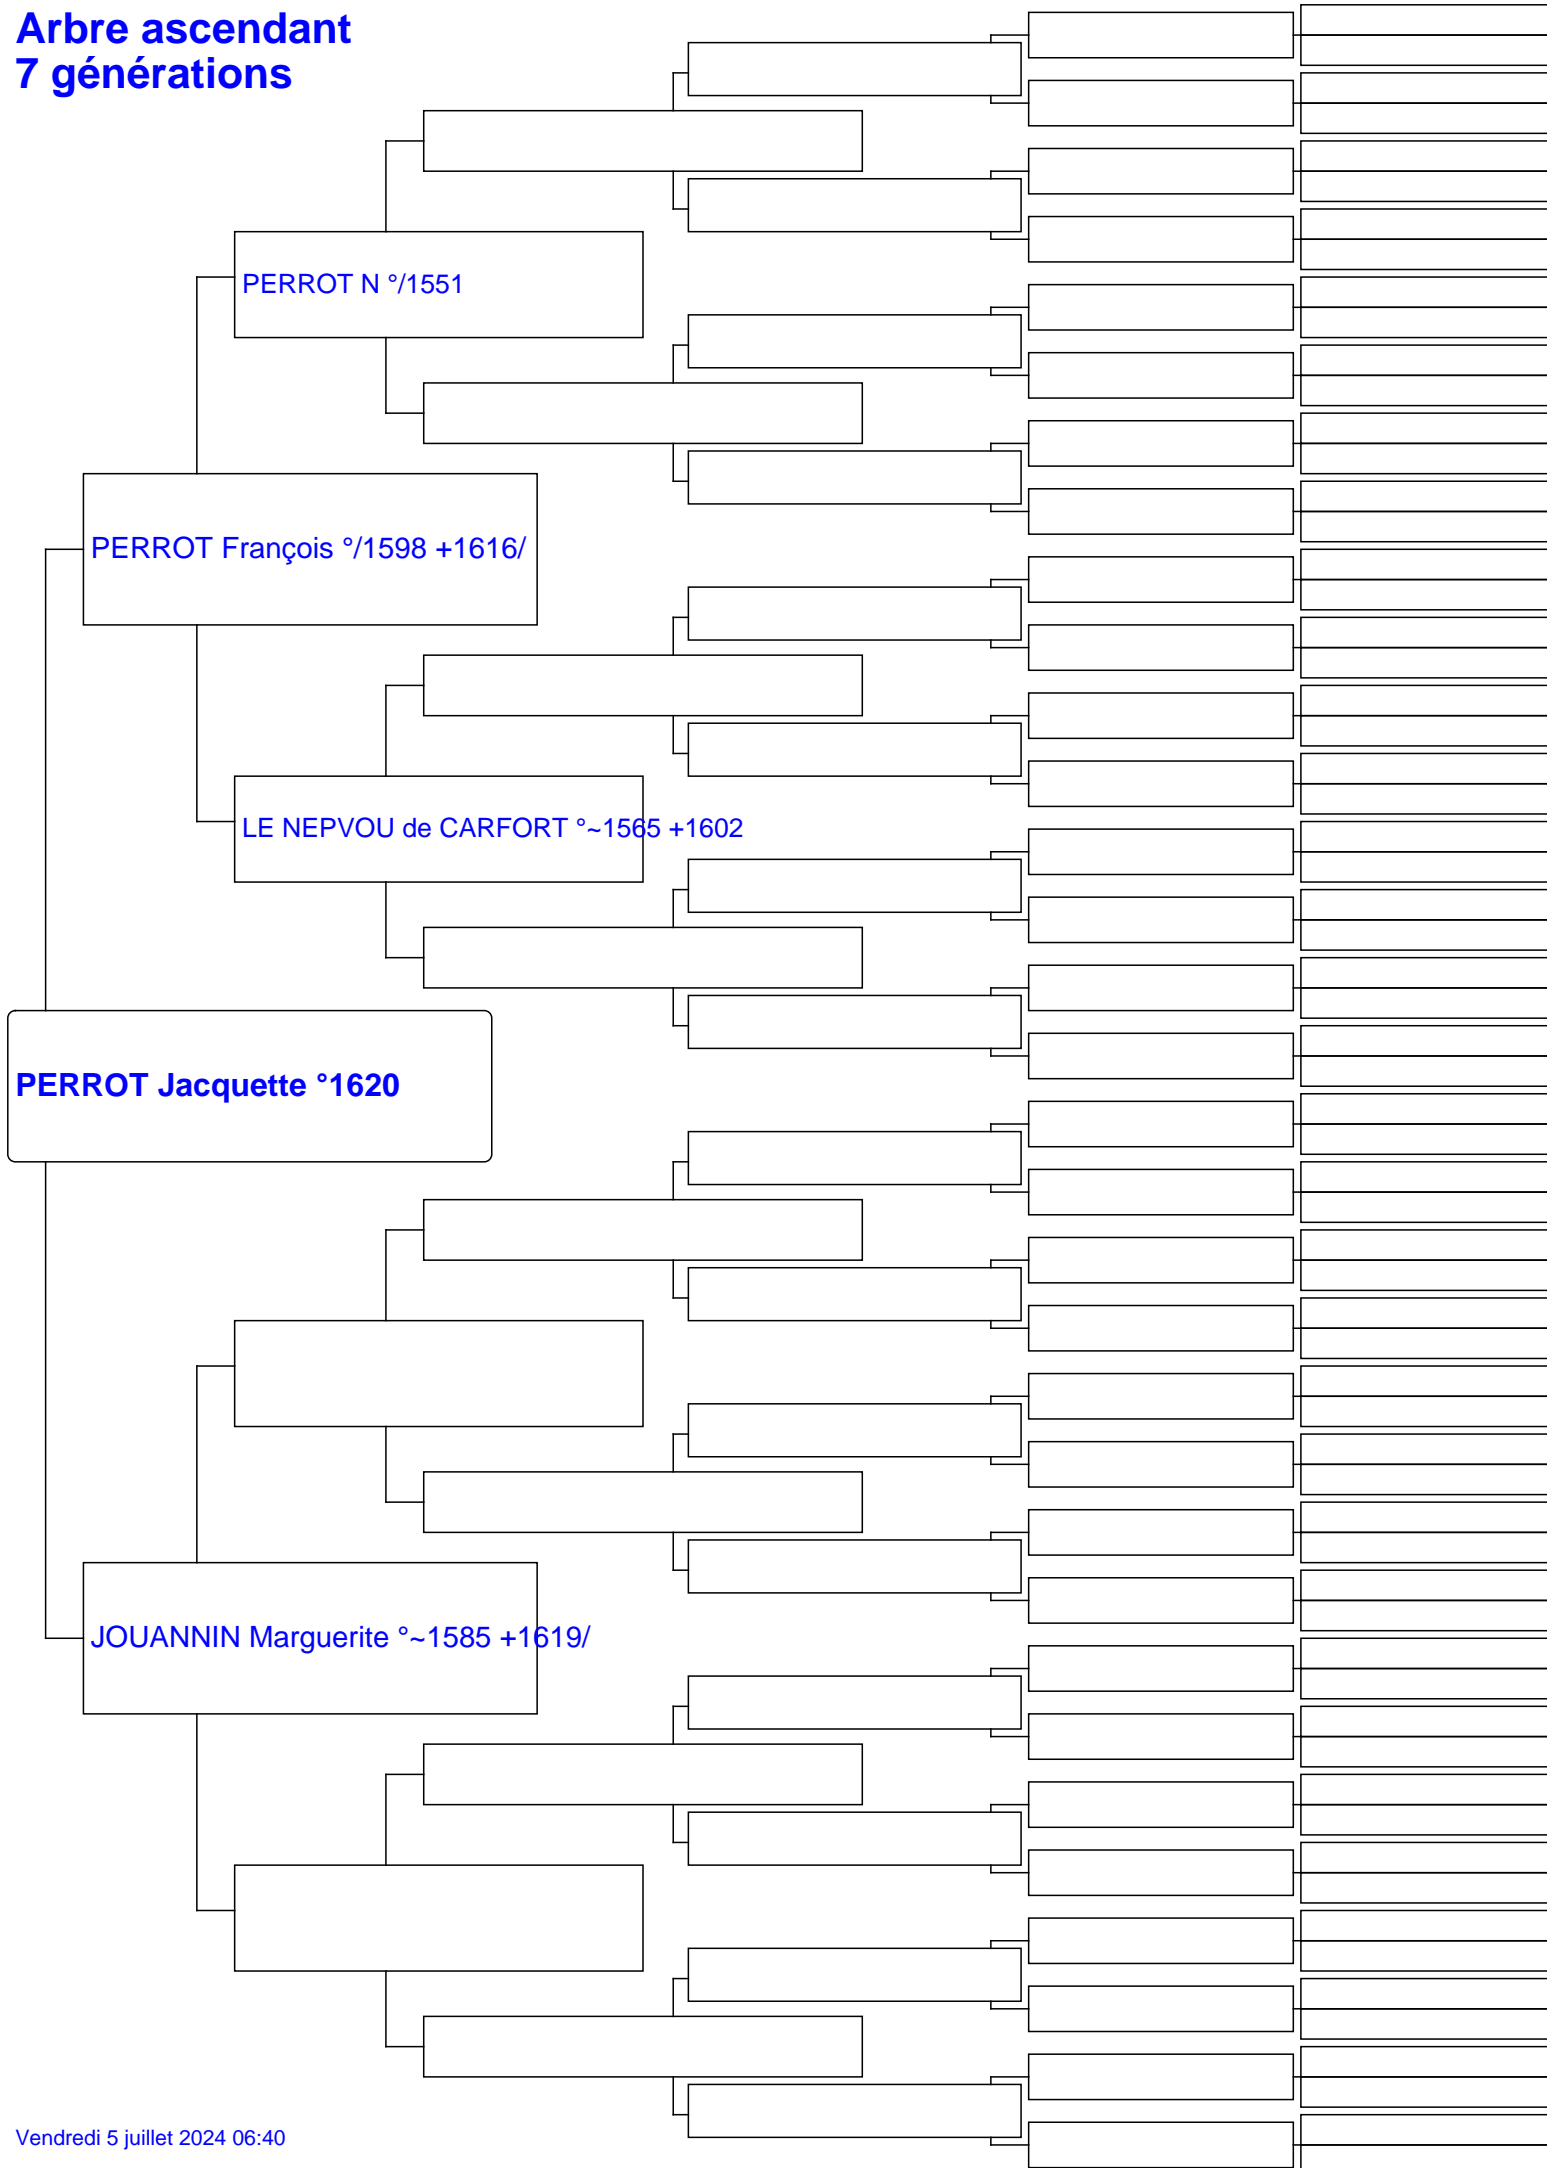 Arbre ascendant
7 générations
PERROT N °/1551
PERROT François °/1598 +1616/
LE NEPVOU de CARFORT °~1565 +1602
PERROT Jacquette °1620
JOUANNIN Marguerite °~1585 +1619/
Vendredi 5 juillet 2024 06:40